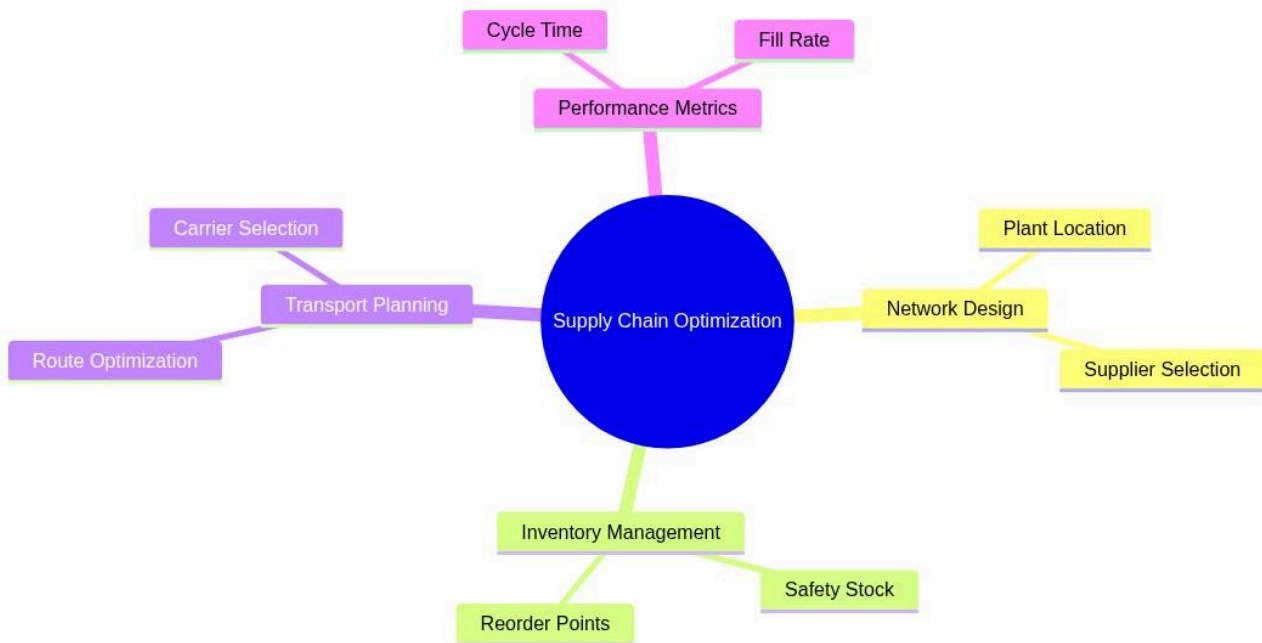 Cycle Time
Fill Rate
Performance Metrics
Carrier Selection
Plant Location
Transport Planning
Network Design
Supply Chain Optimization
Route Optimization
Supplier Selection
Inventory Management
Safety Stock
Reorder Points